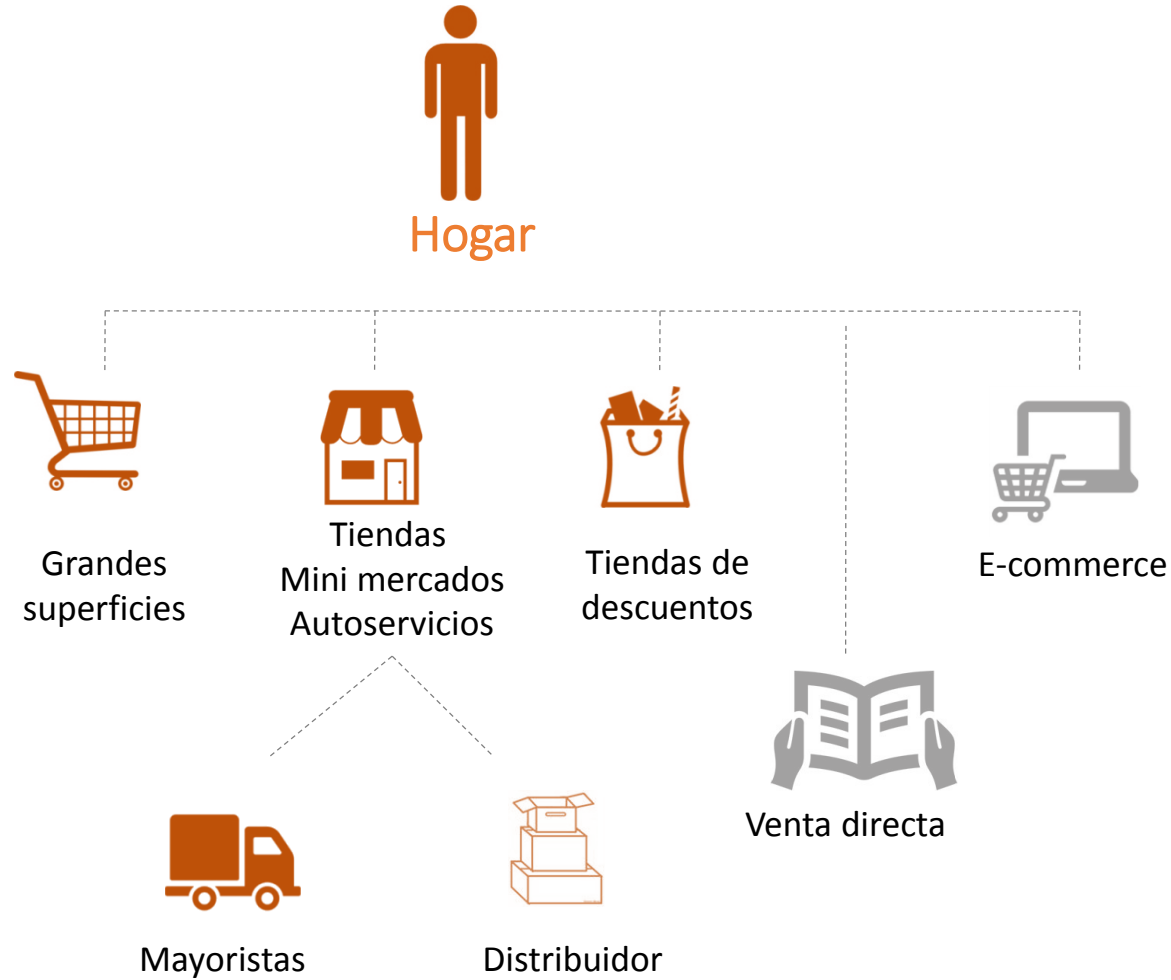 Hogar
Grandes
superficies
Tiendas
Mini mercados
Autoservicios
Tiendas de
descuentos
E-commerce
Venta directa
Mayoristas
Distribuidor